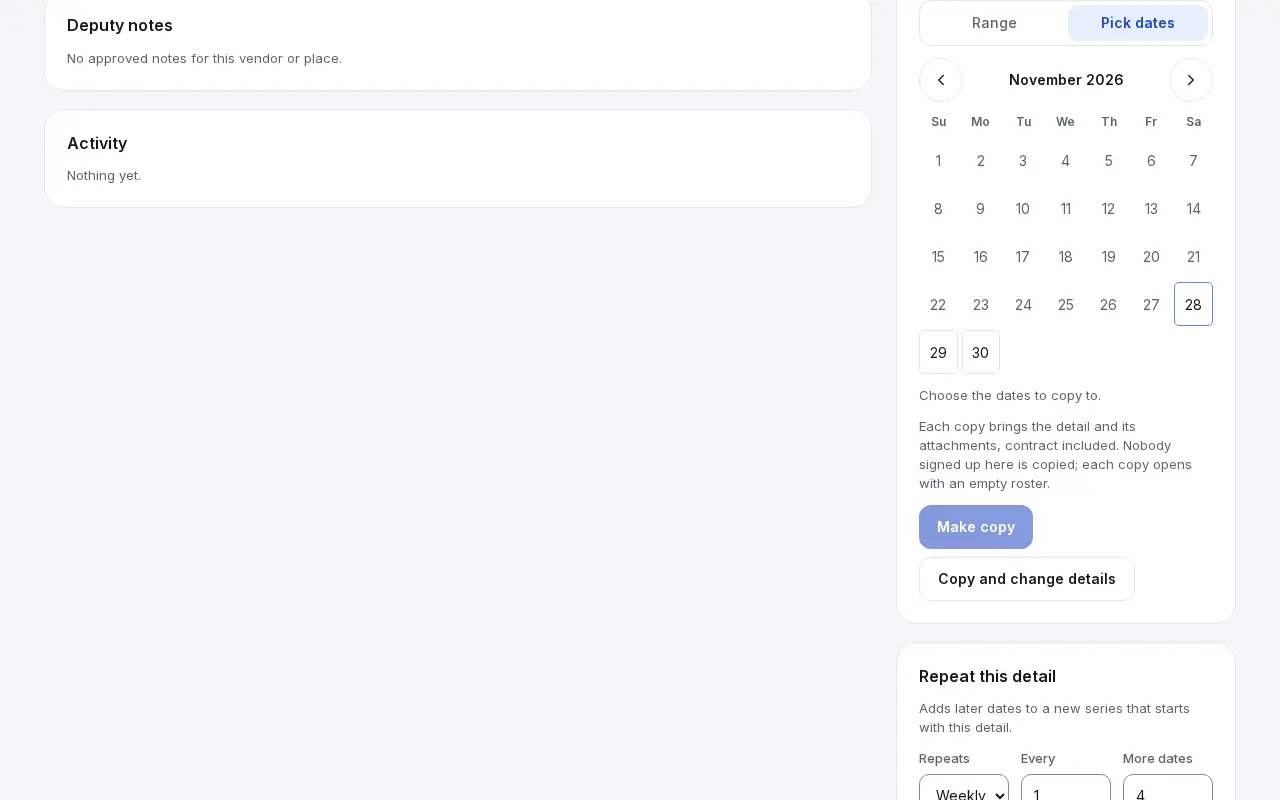 Deputy notes
No approved notes for this vendor or place.
Activity
Nothing yet.
Range Pick dates
November 2026
Su Mo Tu We Th Fr Sa
1 2 3 4 5 6 7
8 9 10 11 12 13 14
15 16 17 18 19 20 21
22 23 24 25 26 27 28
29 30
Choose the dates to copy to.
Each copy brings the detail and its
attachments, contract included. Nobody
signed up here is copied; each copy opens
with an empty roster.
Make copy
Copy and change details
Repeat this detail
Adds later dates to a new series that starts
with this detail.
Repeats Every More dates
Weekly 1 4